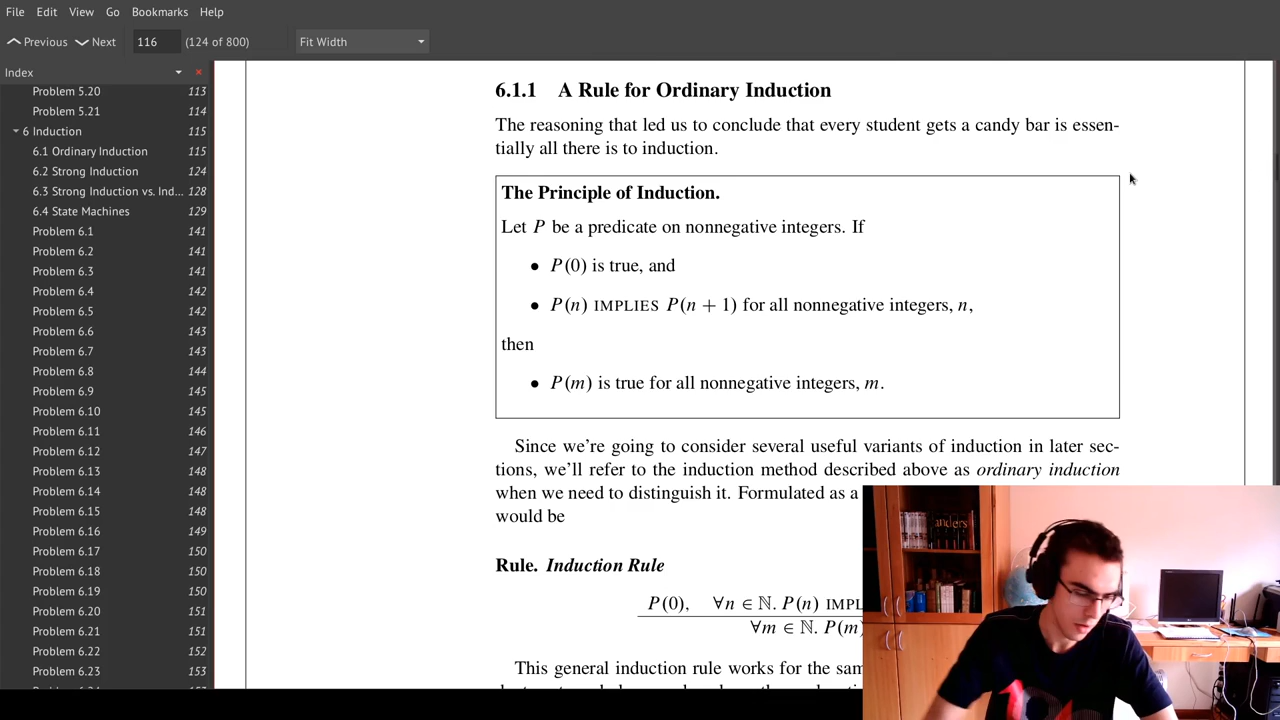 File Edit View Go Bookmarks Help
Previous Next 116 (124 of 800) Fit Width
Index
Problem 5.20 113
Problem 5.21 114
6 Induction 115
6.1 Ordinary Induction 115
6.2 Strong Induction 124
6.3 Strong Induction vs. Ind... 128
6.4 State Machines 129
Problem 6.1 141
Problem 6.2 141
Problem 6.3 141
Problem 6.4 142
Problem 6.5 142
Problem 6.6 143
Problem 6.7 143
Problem 6.8 144
Problem 6.9 145
Problem 6.10 145
Problem 6.11 146
Problem 6.12 147
Problem 6.13 148
Problem 6.14 148
Problem 6.15 148
Problem 6.16 149
Problem 6.17 150
Problem 6.18 150
Problem 6.19 150
Problem 6.20 151
Problem 6.21 151
Problem 6.22 152
Problem 6.23 153
6.1.1 A Rule for Ordinary Induction
The reasoning that led us to conclude that every student gets a candy bar is essen-
tially all there is to induction.
The Principle of Induction.
Let P be a predicate on nonnegative integers. If
• P(0) is true, and
• P(n) IMPLIES P(n + 1) for all nonnegative integers, n,
then
• P(m) is true for all nonnegative integers, m.
Since we're going to consider several useful variants of induction in later sec-
tions, we'll refer to the induction method described above as ordinary induction
when we need to distinguish it. Formulated as a
would be
Rule. Induction Rule
P(0), ∀n ∈ ℕ. P(n) IMPL
∀m ∈ ℕ. P(m)
This general induction rule works for the sam
anders